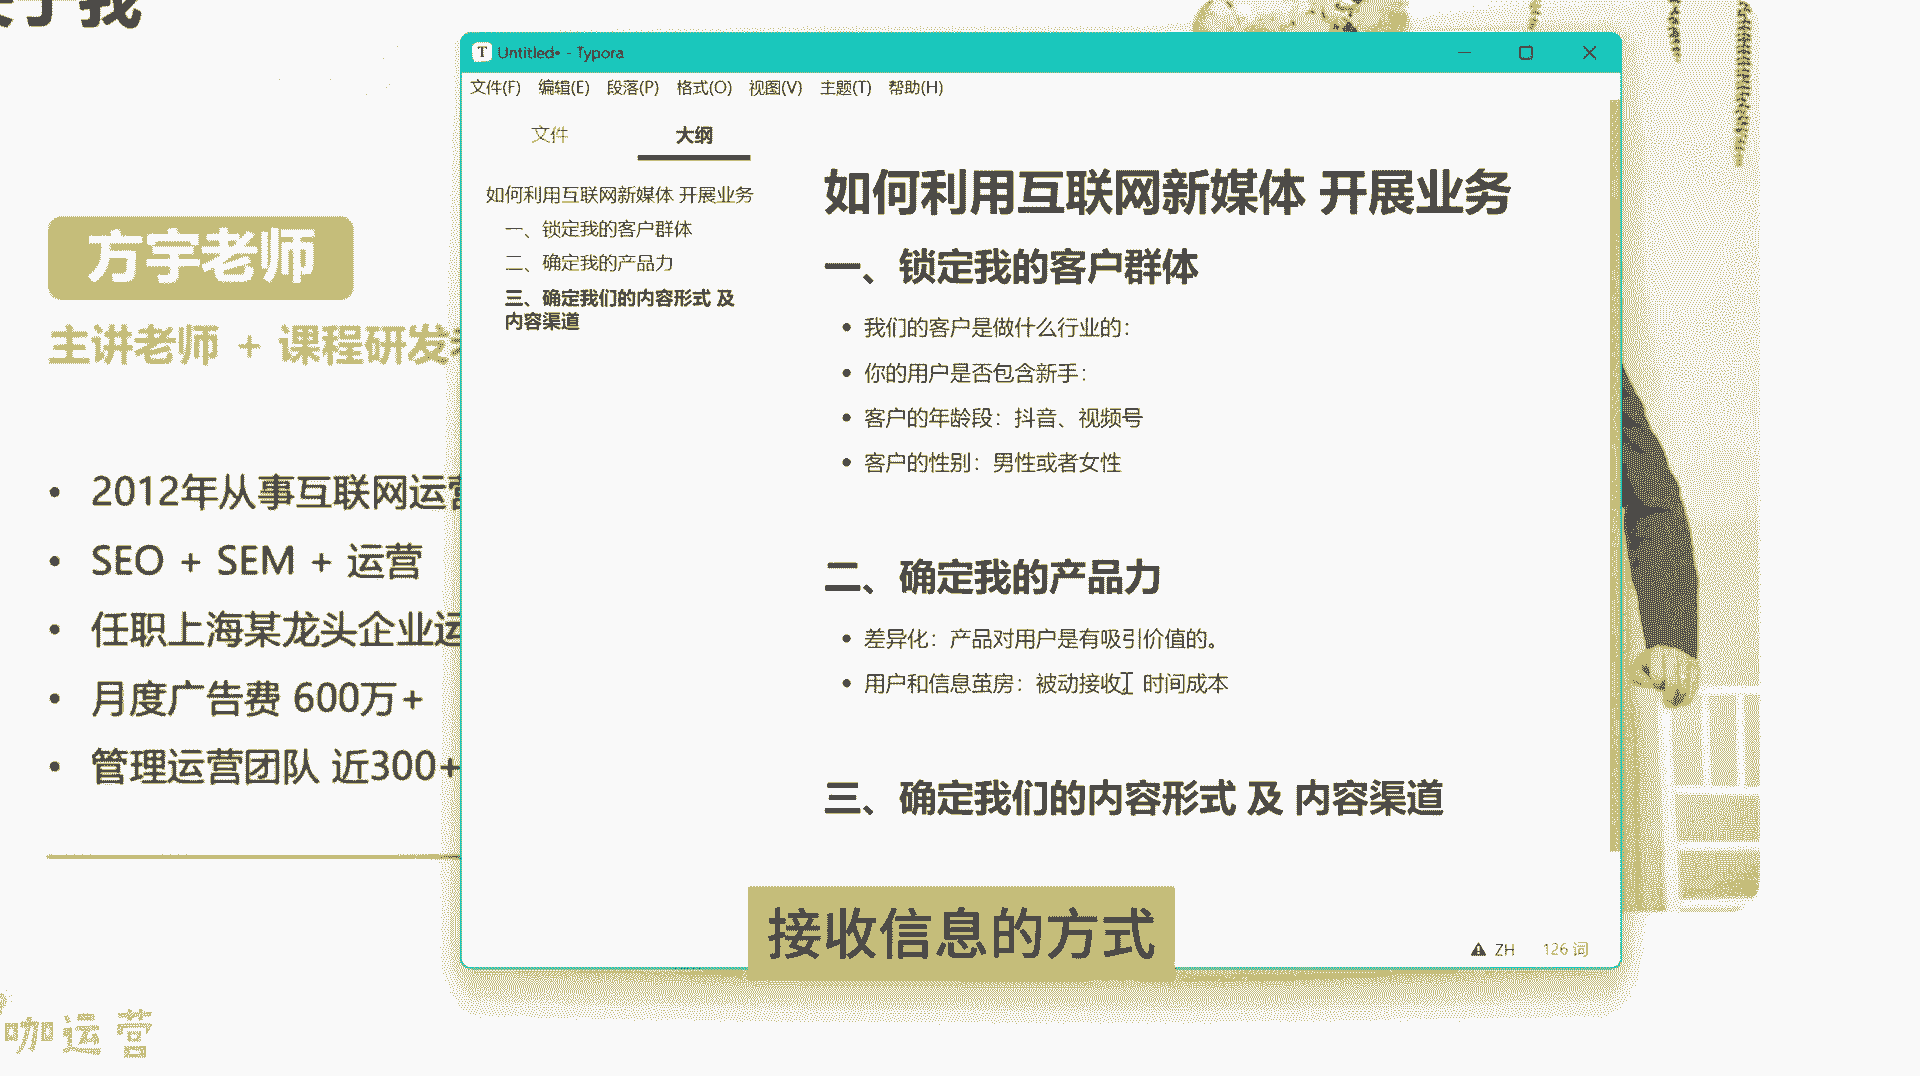 于我
方宇老师
主讲老师 + 课程研发
2012年从事互联网运营
SEO + SEM + 运营
任职上海某龙头企业运
月度广告费 600万+
管理运营团队 近300+
咖运营
Untitled• - Typora
文件(F) 编辑(E) 段落(P) 格式(O) 视图(V) 主题(T) 帮助(H)
文件 大纲
如何利用互联网新媒体 开展业务
一、锁定我的客户群体
二、确定我的产品力
三、确定我们的内容形式 及
内容渠道
如何利用互联网新媒体 开展业务
一、锁定我的客户群体
我们的客户是做什么行业的：
你的用户是否包含新手：
客户的年龄段：抖音、视频号
客户的性别：男性或者女性
二、确定我的产品力
差异化：产品对用户是有吸引价值的。
用户和信息茧房：被动接收 时间成本
三、确定我们的内容形式 及 内容渠道
接收信息的方式
ZH 126 词